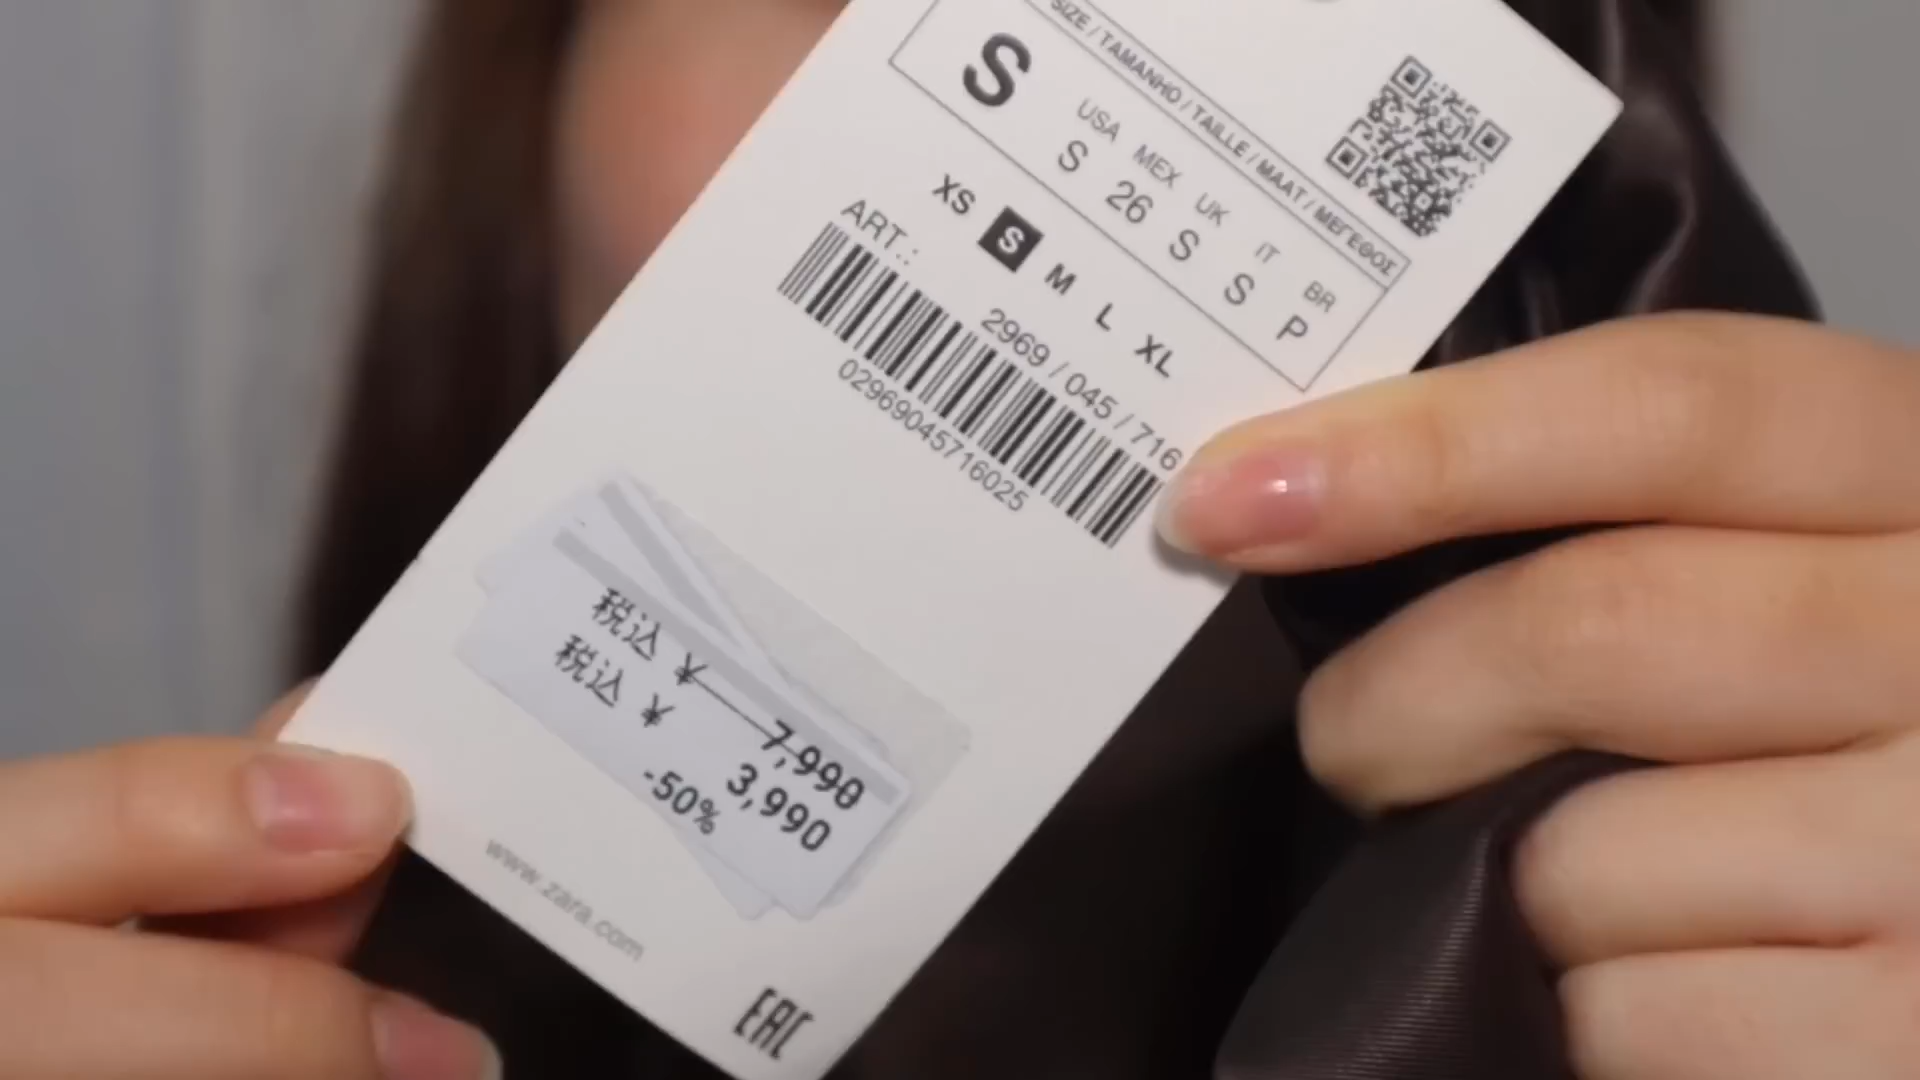 SIZE / TAMANHO / TAILLE / MAAT / ΜΕΓΕΘΟΣ
S
USA MEX UK IT BR
S 26 S S P
XS S M L XL
ART.: 2969 / 045 / 716
02969045716025
税込 ¥ 7,990
税込 ¥ 3,990
-50%
www.zara.com
EAC